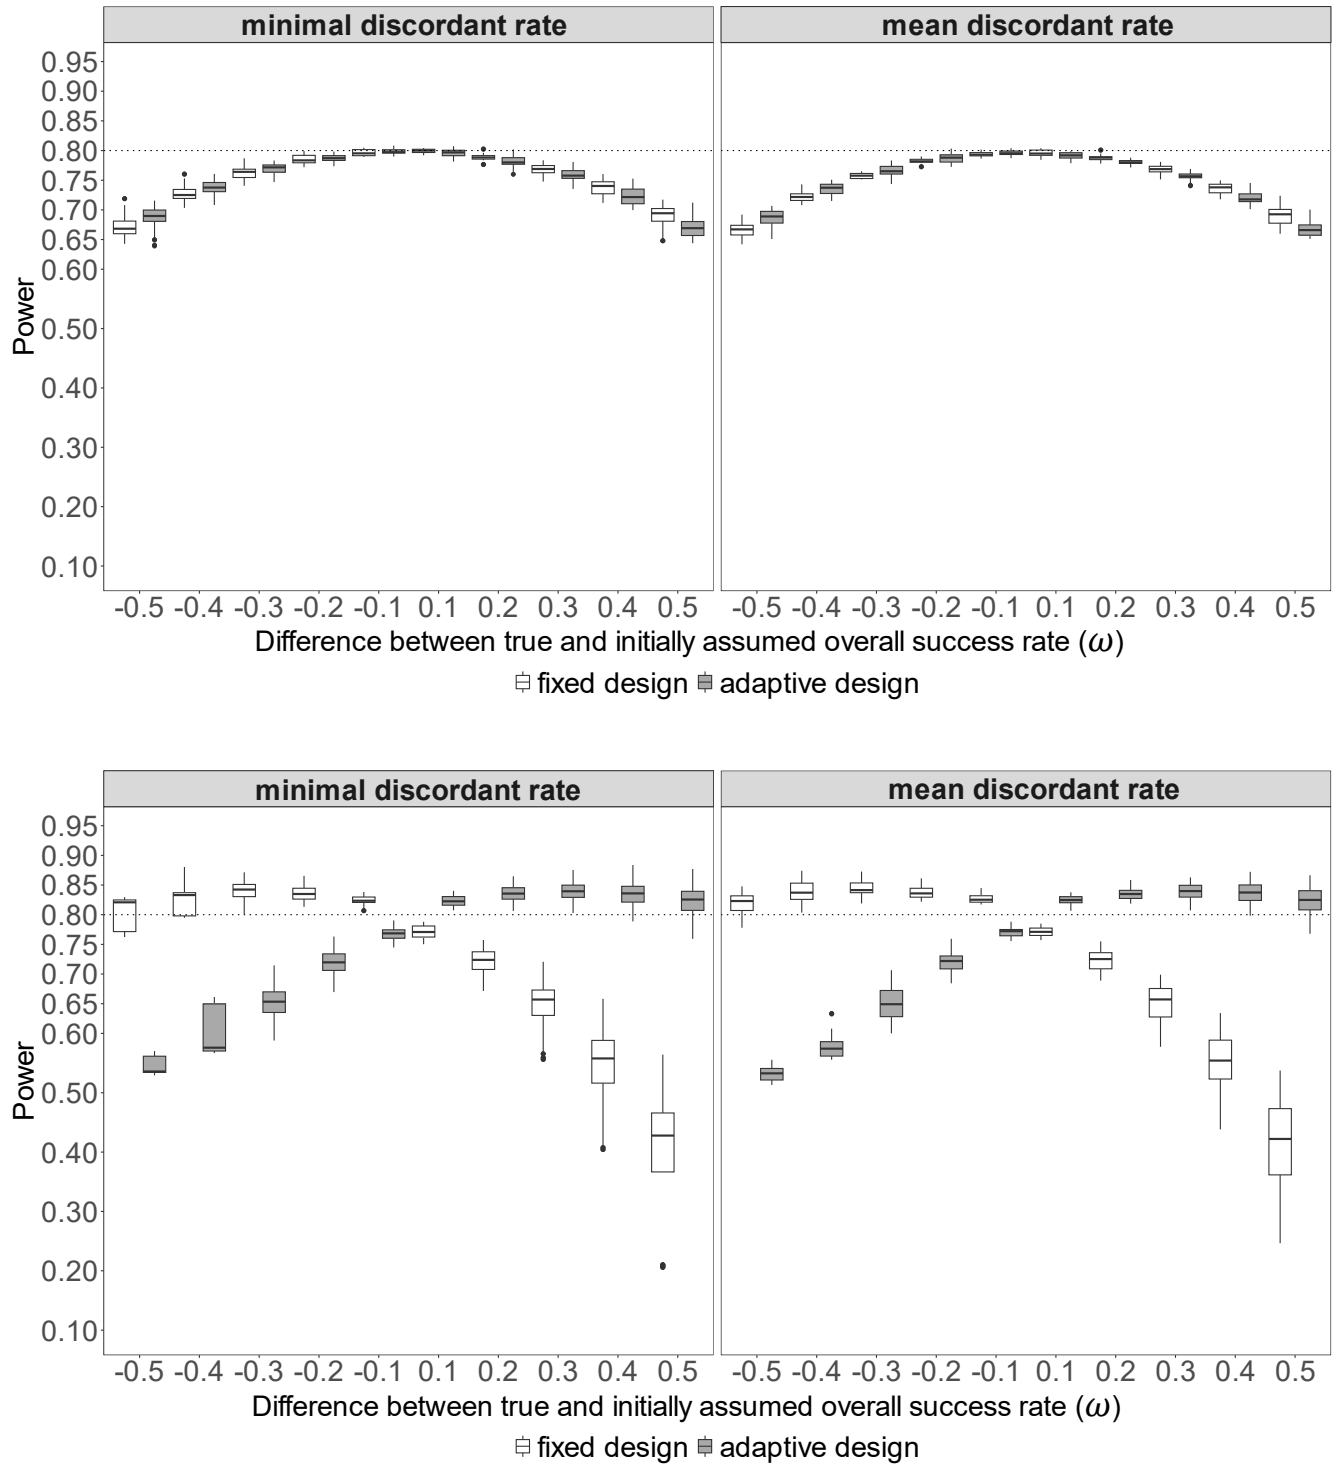 minimal discordant rate
mean discordant rate
0.95
0.90
0.85
0.80
0.75
0.70
0.65
0.60
0.50
0.40
0.30
0.20
0.10
Power
-0.5 -0.4 -0.3 -0.2 -0.1 0.1 0.2 0.3 0.4 0.5
-0.5 -0.4 -0.3 -0.2 -0.1 0.1 0.2 0.3 0.4 0.5
Difference between true and initially assumed overall success rate (ω)
fixed design adaptive design
minimal discordant rate
mean discordant rate
0.95
0.90
0.85
0.80
0.75
0.70
0.65
0.60
0.50
0.40
0.30
0.20
0.10
Power
-0.5 -0.4 -0.3 -0.2 -0.1 0.1 0.2 0.3 0.4 0.5
-0.5 -0.4 -0.3 -0.2 -0.1 0.1 0.2 0.3 0.4 0.5
Difference between true and initially assumed overall success rate (ω)
fixed design adaptive design